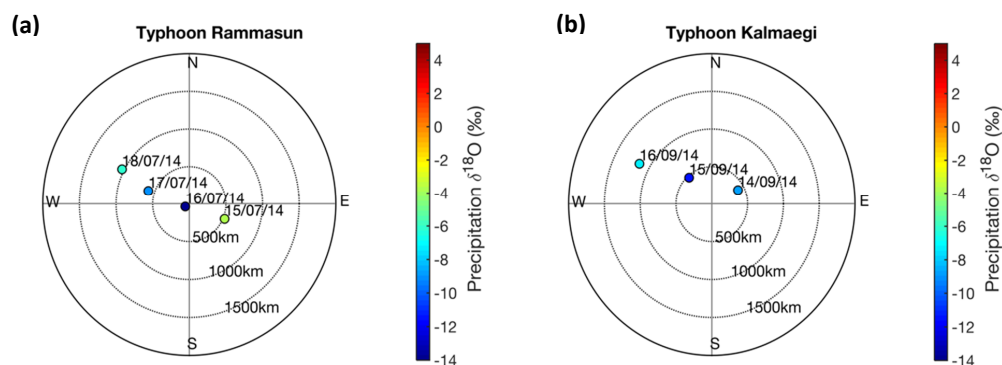 (a)
Typhoon Rammasun
N
W
E
S
18/07/14
17/07/14
16/07/14
15/07/14
500km
1000km
1500km
4
2
0
-2
-4
-6
-8
-10
-12
-14
Precipitation δ18O (‰)
(b)
Typhoon Kalmaegi
N
W
E
S
16/09/14
15/09/14
14/09/14
500km
1000km
1500km
4
2
0
-2
-4
-6
-8
-10
-12
-14
Precipitation δ18O (‰)